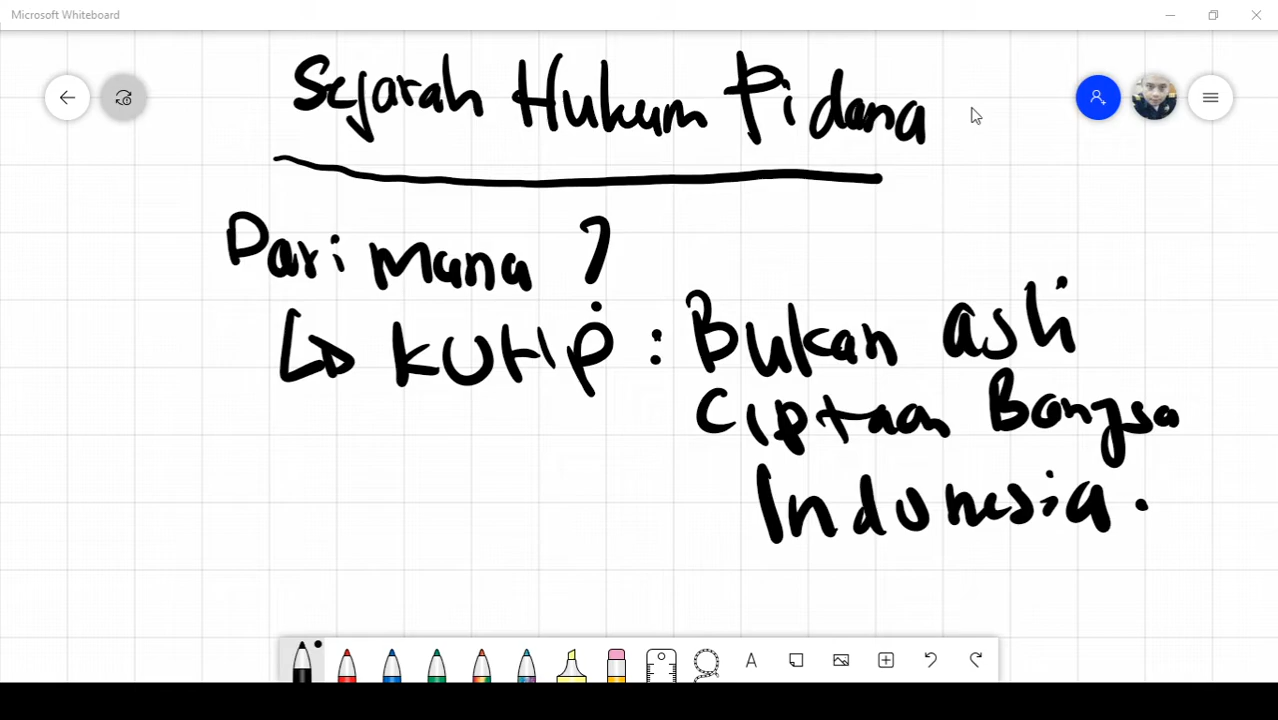 Microsoft Whiteboard
Sejarah Hukum Pidana
Dari mana ?
↳ KUHP : Bukan asli
Ciptaan Bangsa
Indonesia.
A